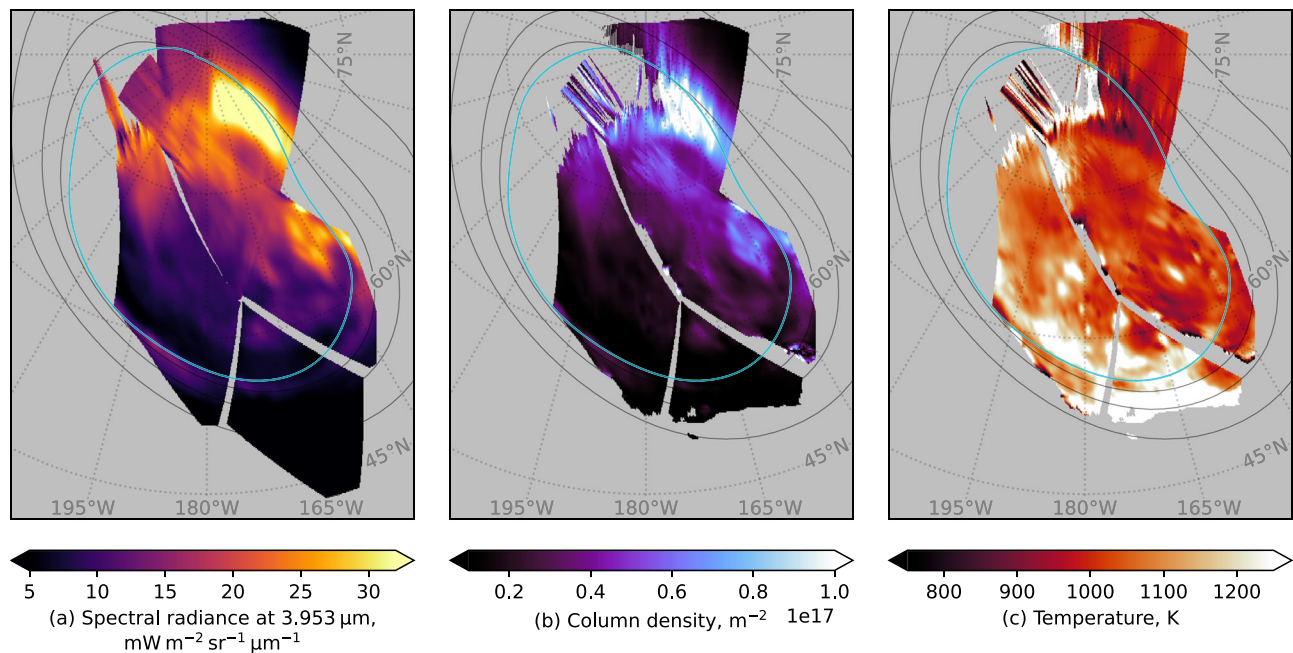 75°N
75°N
75°N
60°N
60°N
60°N
45°N
45°N
45°N
195°W 180°W 165°W
195°W 180°W 165°W
195°W 180°W 165°W
5 10 15 20 25 30
0.2 0.4 0.6 0.8 1.0
800 900 1000 1100 1200
(a) Spectral radiance at 3.953 μm,
mW m⁻² sr⁻¹ μm⁻¹
(b) Column density, m⁻² 1e17
(c) Temperature, K